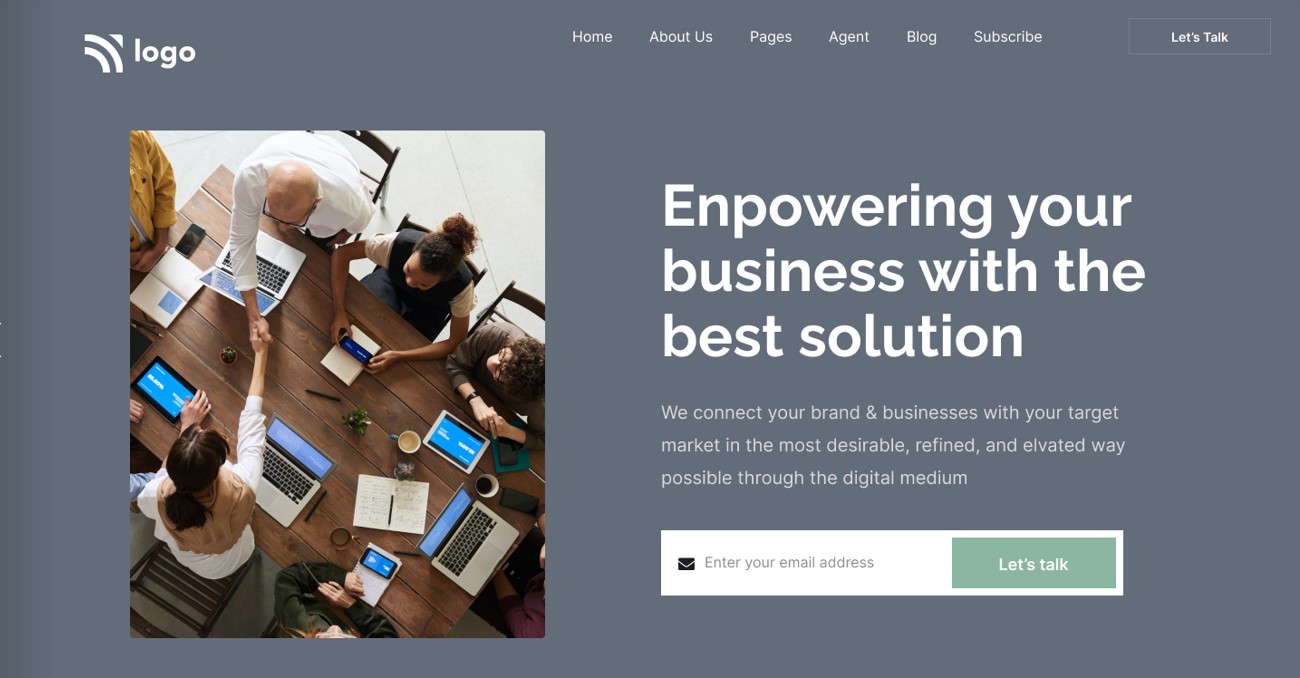 logo
Home About Us Pages Agent Blog Subscribe Let’s Talk
Enpowering your
business with the
best solution
We connect your brand & businesses with your target
market in the most desirable, refined, and elvated way
possible through the digital medium
Enter your email address Let’s talk